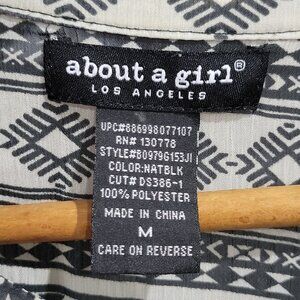 about a girl®
LOS ANGELES
UPC#886998077107
RN# 130778
STYLE#B0979G153JI
COLOR:NATBLK
CUT# DS386-1
100% POLYESTER
MADE IN CHINA
M
CARE ON REVERSE